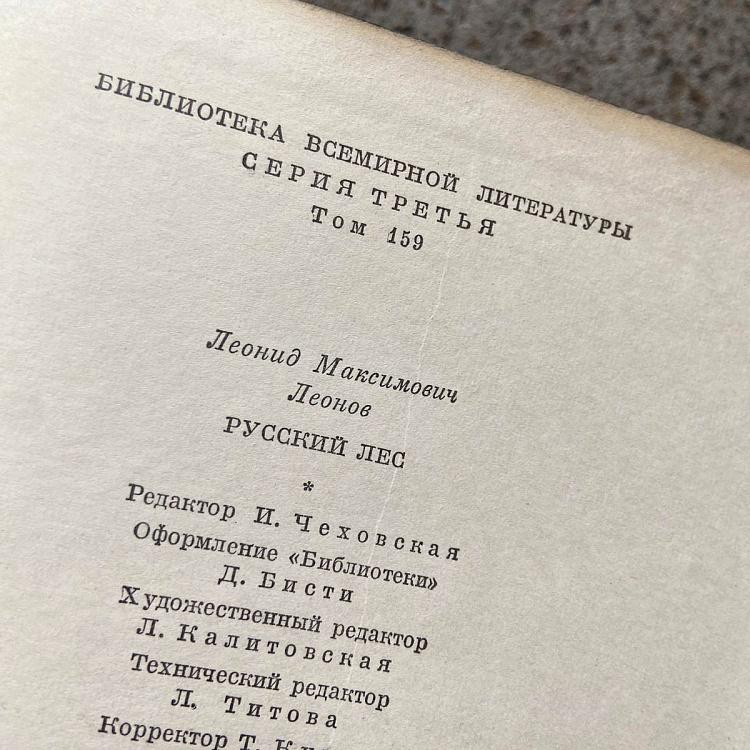 БИБЛИОТЕКА ВСЕМИРНОЙ ЛИТЕРАТУРЫ
СЕРИЯ ТРЕТЬЯ
Том 159
Леонид Максимович
Леонов
РУССКИЙ ЛЕС
*
Редактор И. Чеховская
Оформление «Библиотеки»
Д. Бисти
Художественный редактор
Л. Калитовская
Технический редактор
Л. Титова
Корректор Т.